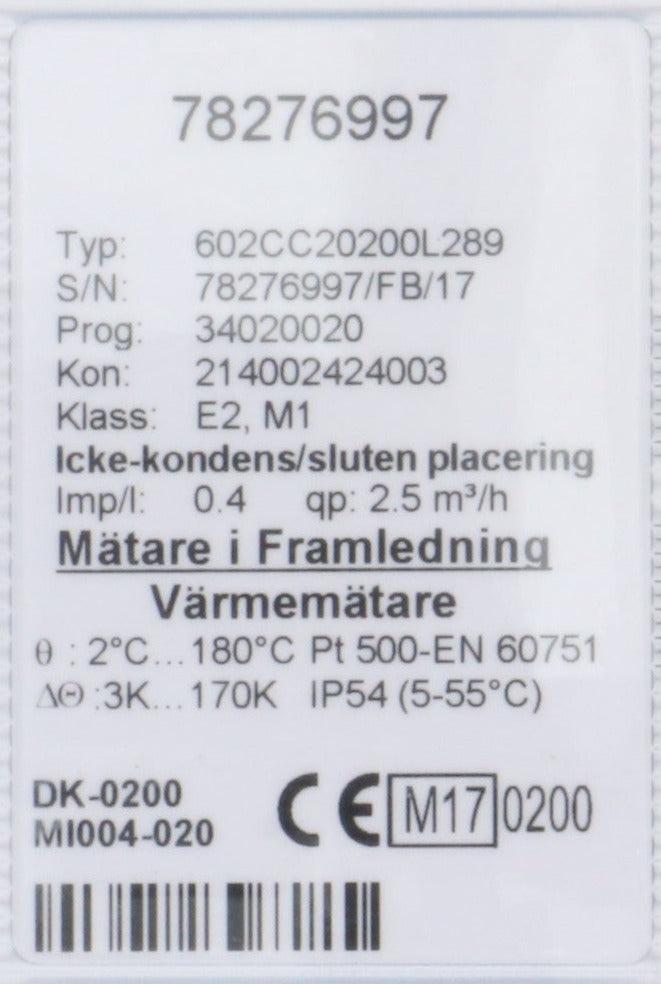 78276997
Typ: 602CC20200L289
S/N: 78276997/FB/17
Prog: 34020020
Kon: 214002424003
Klass: E2, M1
Icke-kondens/sluten placering
Imp/l: 0.4 qp: 2.5 m³/h
Mätare i Framledning
Värmemätare
θ : 2°C...180°C Pt 500-EN 60751
ΔΘ :3K...170K IP54 (5-55°C)
DK-0200
MI004-020
CE M17 0200